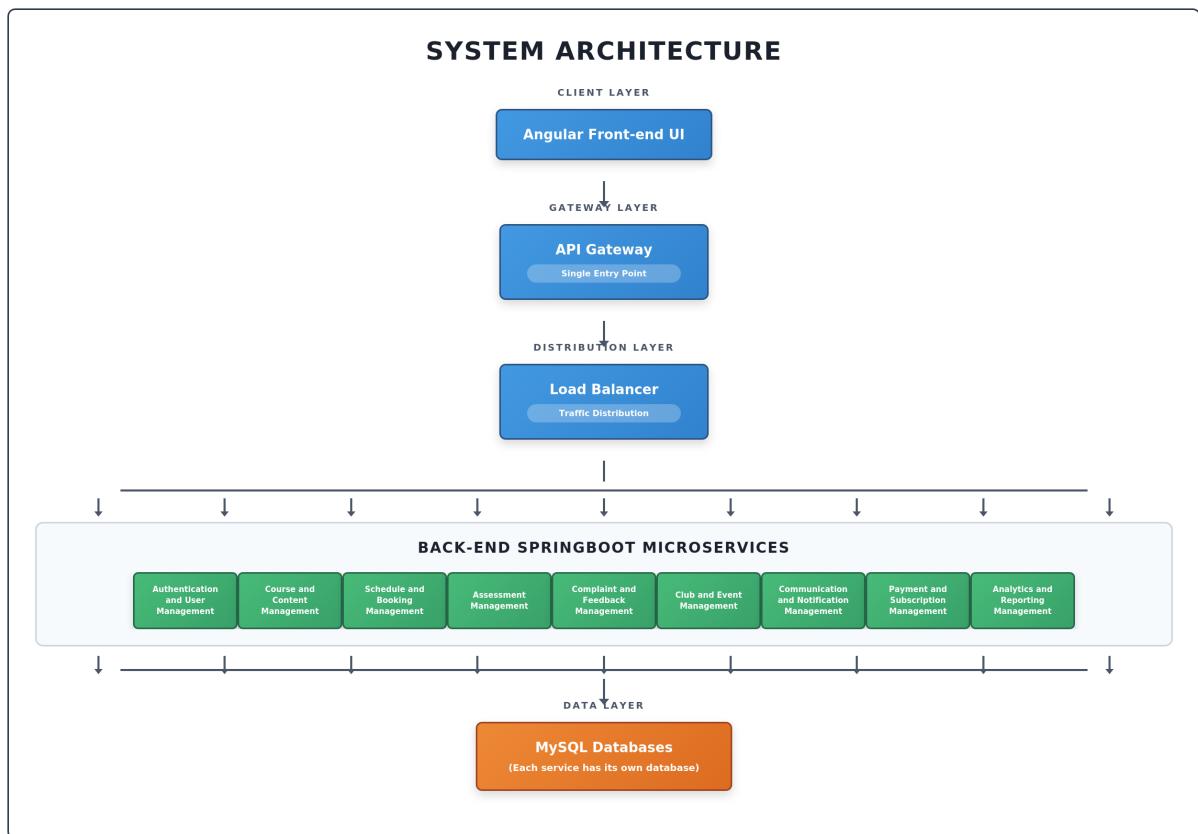 SYSTEM ARCHITECTURE
CLIENT LAYER
Angular Front-end UI
GATEWAY LAYER
API Gateway
Single Entry Point
DISTRIBUTION LAYER
Load Balancer
Traffic Distribution
BACK-END SPRINGBOOT MICROSERVICES
Authentication
and User
Management
Course and
Content
Management
Schedule and
Booking
Management
Assessment
Management
Complaint and
Feedback
Management
Club and Event
Management
Communication
and Notification
Management
Payment and
Subscription
Management
Analytics and
Reporting
Management
DATA LAYER
MySQL Databases
(Each service has its own database)